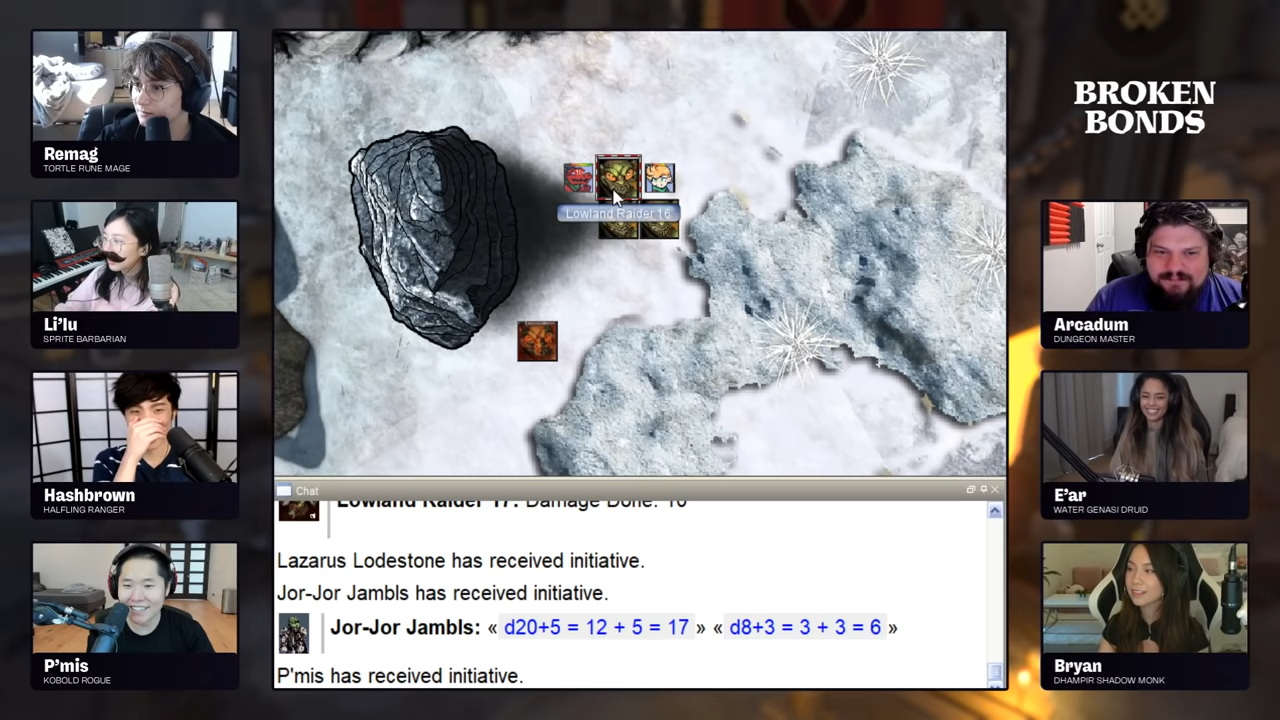 Remag
TORTLE RUNE MAGE
Li'lu
SPRITE BARBARIAN
Hashbrown
HALFLING RANGER
P'mis
KOBOLD ROGUE
Lowland Raider 16
Chat
Lowland Raider 17: Damage Done: 10
Lazarus Lodestone has received initiative.
Jor-Jor Jambls has received initiative.
Jor-Jor Jambls: « d20+5 = 12 + 5 = 17 » « d8+3 = 3 + 3 = 6 »
P'mis has received initiative.
BROKEN
BONDS
Arcadum
DUNGEON MASTER
E'ar
WATER GENASI DRUID
Bryan
DHAMPIR SHADOW MONK